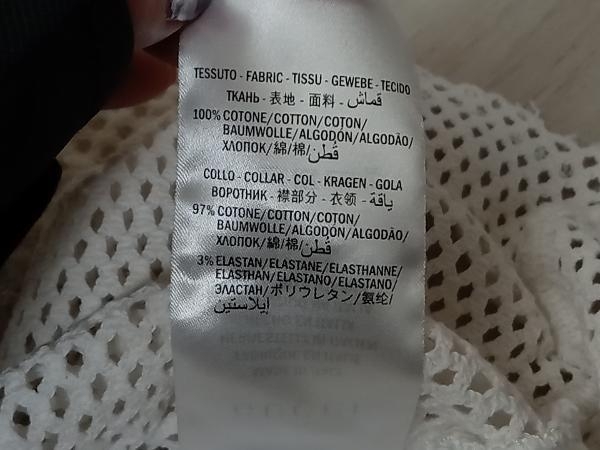 TESSUTO - FABRIC - TISSU - GEWEBE - TECIDO
ТКАНЬ - 表地 - 面料 - قماش
100% COTONE/COTTON/COTON/
BAUMWOLLE/ALGODÓN/ALGODÃO/
ХЛОПОК/綿/棉/قطن
COLLO - COLLAR - COL - KRAGEN - GOLA
ВОРОТНИК - 襟部分 - 衣领 - ياقة
97% COTONE/COTTON/COTON/
BAUMWOLLE/ALGODÓN/ALGODÃO/
ХЛОПОК/綿/棉/قطن
3% ELASTAN/ELASTANE/ELASTHANNE/
ELASTHAN/ELASTANO/ELASTANO/
ЭЛАСТАН/ポリウレタン/氨纶/
إيلاستين